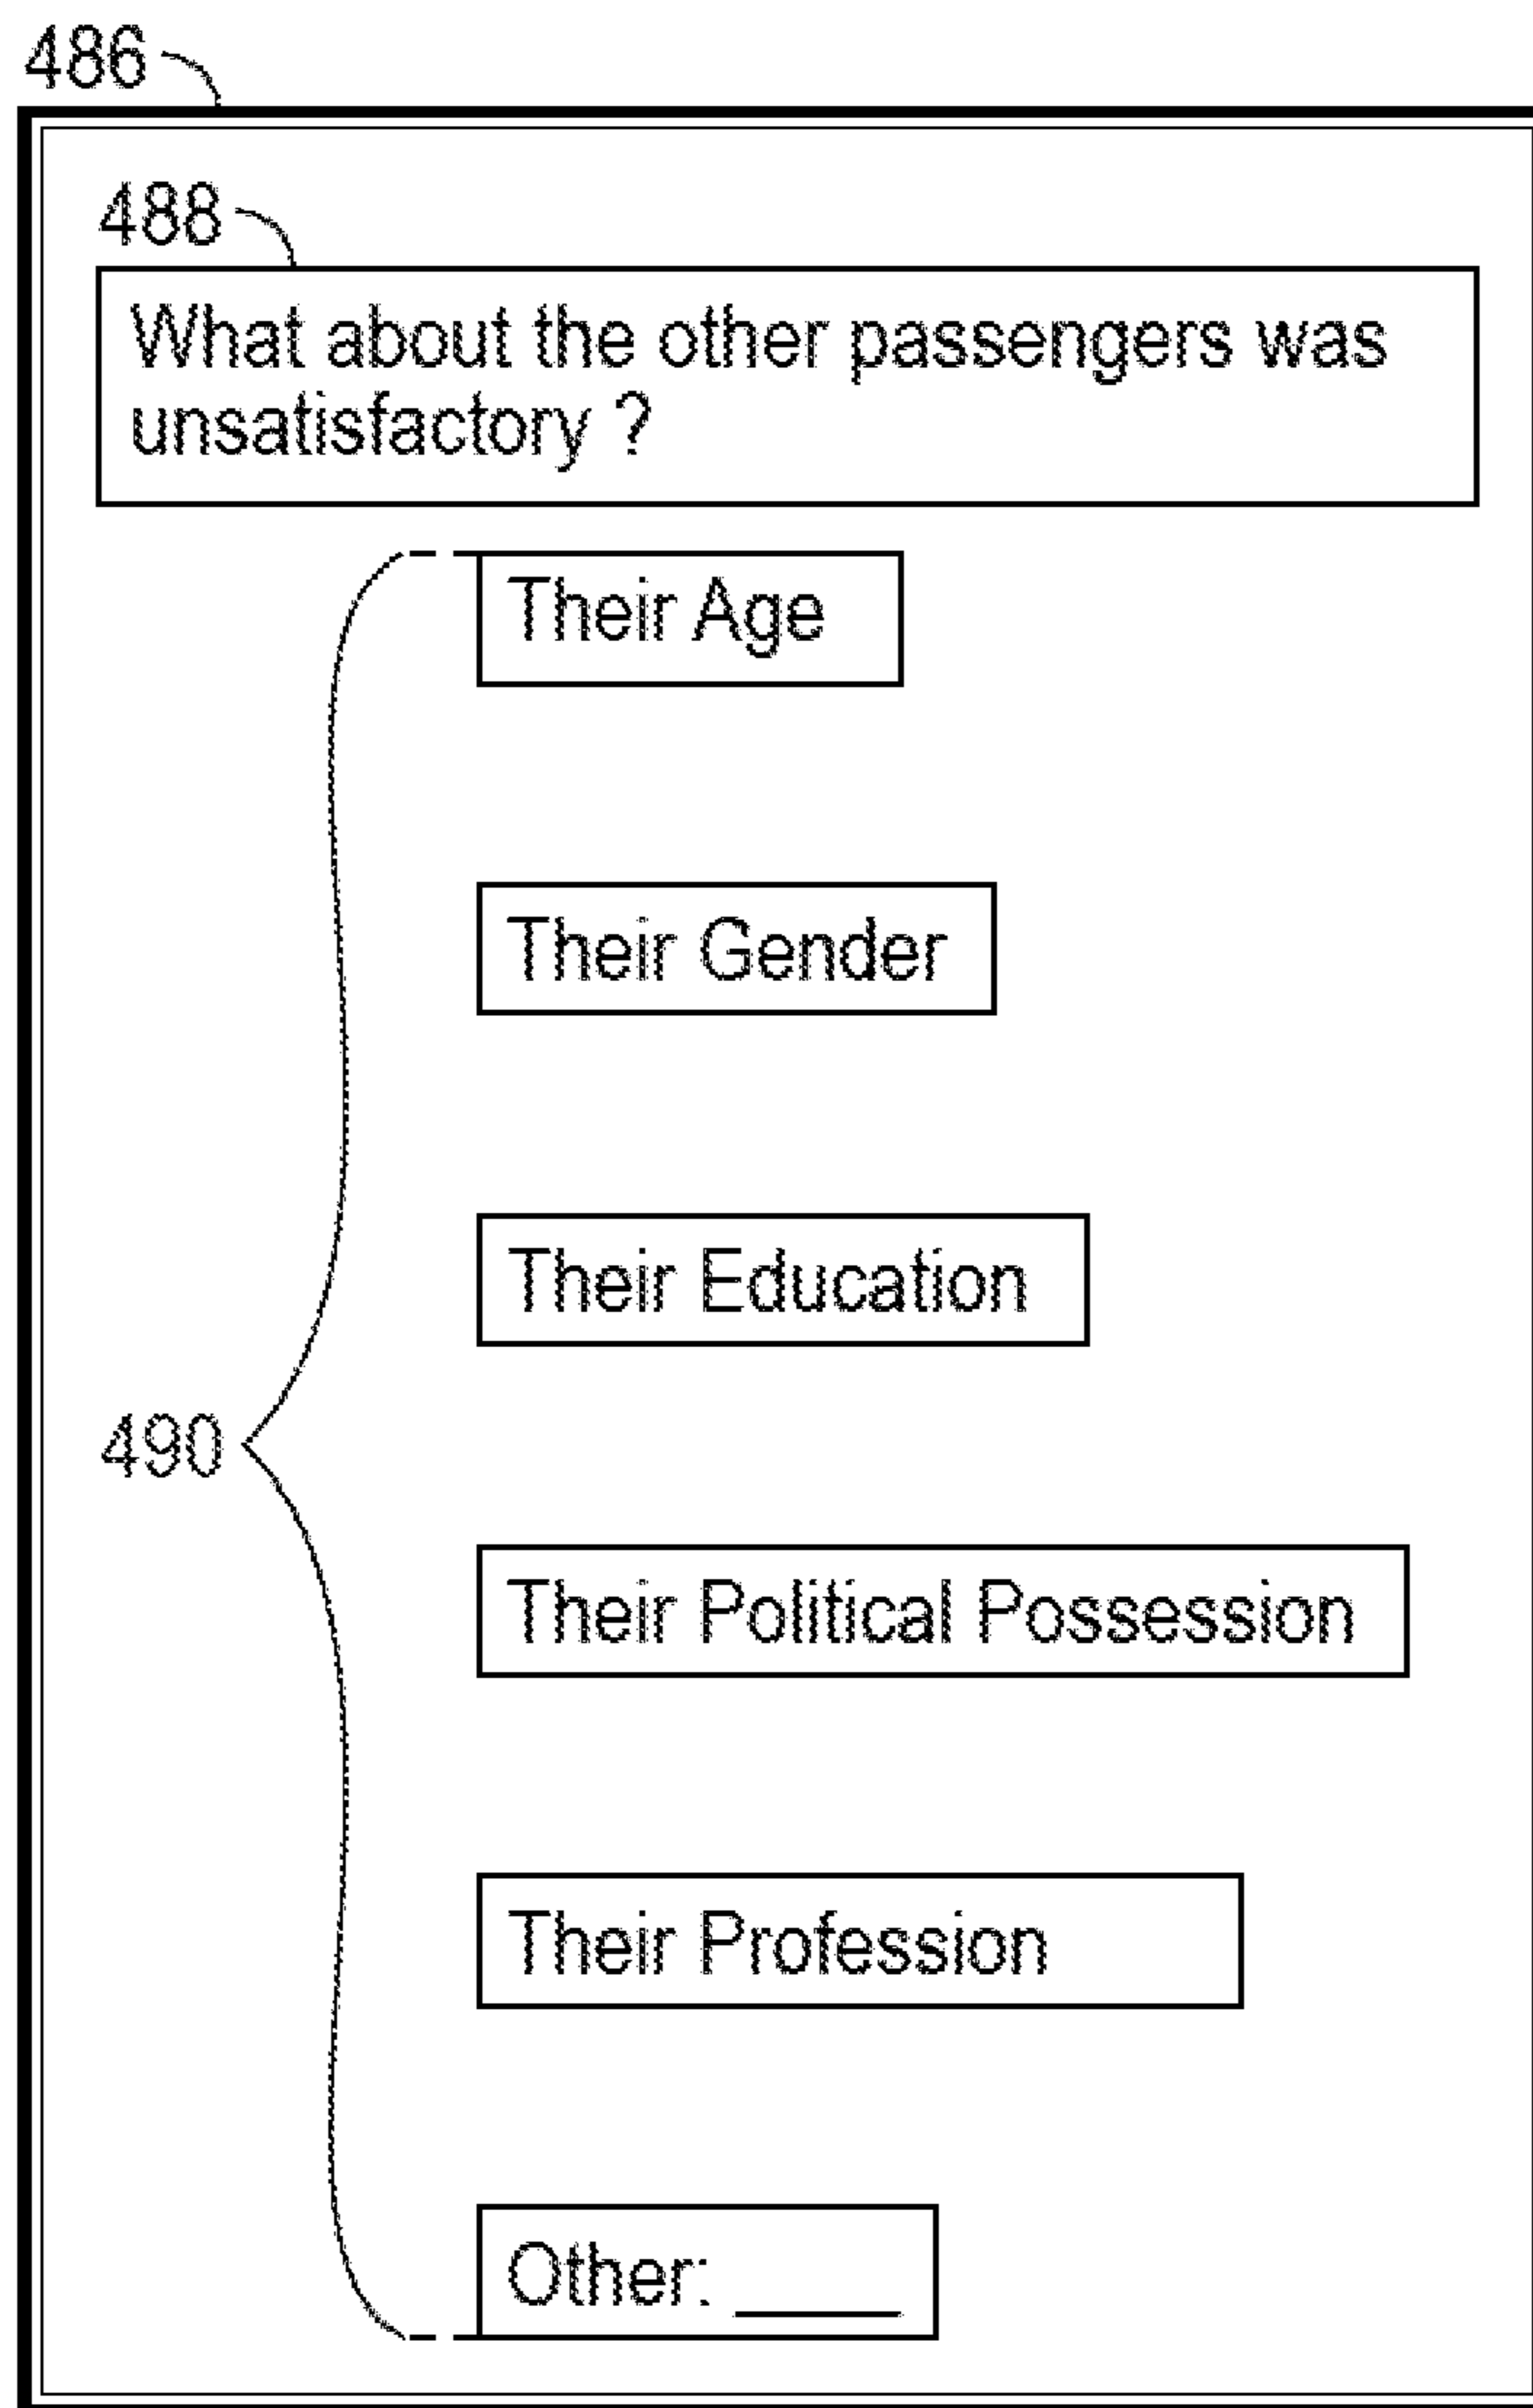 486
488
What about the other passengers was
unsatisfactory ?
Their Age
Their Gender
Their Education
490
Their Political Possession
Their Profession
Other: _____